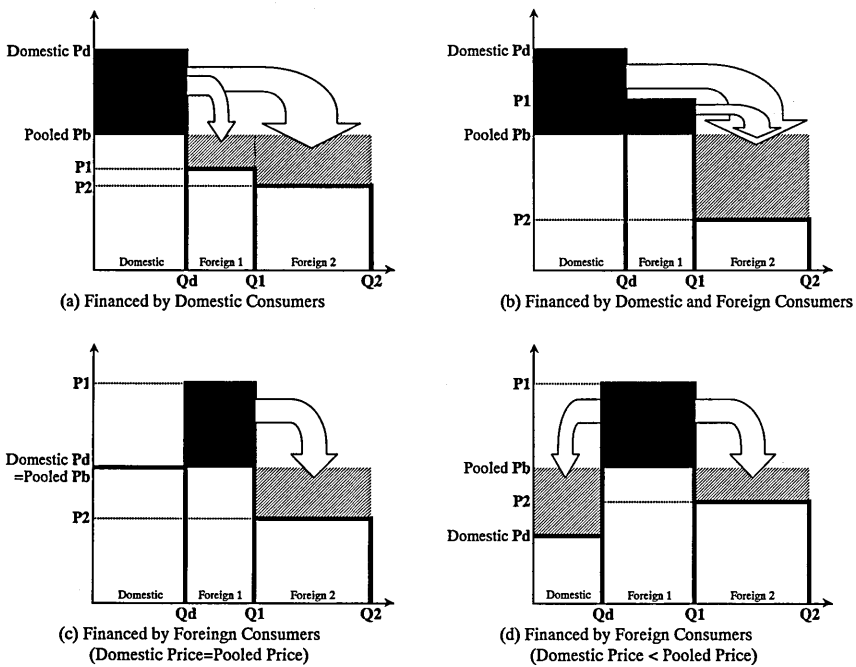 Domestic Pd
Pooled Pb
P1
P2
Domestic
Foreign 1
Foreign 2
Qd
Q1
Q2
(a) Financed by Domestic Consumers
Domestic Pd
P1
Pooled Pb
P2
Domestic
Foreign 1
Foreign 2
Qd
Q1
Q2
(b) Financed by Domestic and Foreign Consumers
P1
Domestic Pd
=Pooled Pb
P2
Domestic
Foreign 1
Foreign 2
Qd
Q1
Q2
(c) Financed by Foreingn Consumers
(Domestic Price=Pooled Price)
P1
Pooled Pb
P2
Domestic Pd
Domestic
Foreign 1
Foreign 2
Qd
Q1
Q2
(d) Financed by Foreign Consumers
(Domestic Price < Pooled Price)